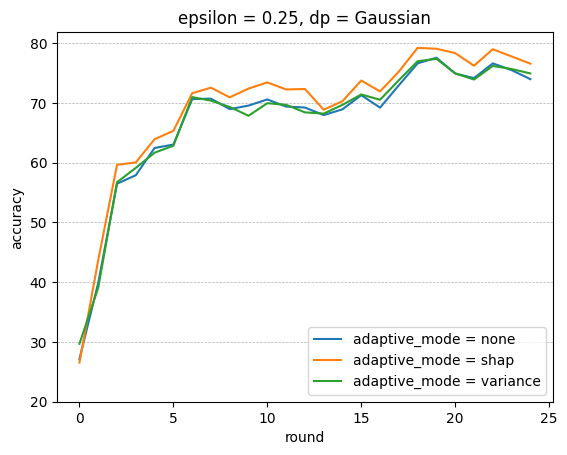 epsilon = 0.25, dp = Gaussian
80
70
60
50
40
30
20
accuracy
adaptive_mode = none
adaptive_mode = shap
adaptive_mode = variance
0 5 10 15 20 25
round